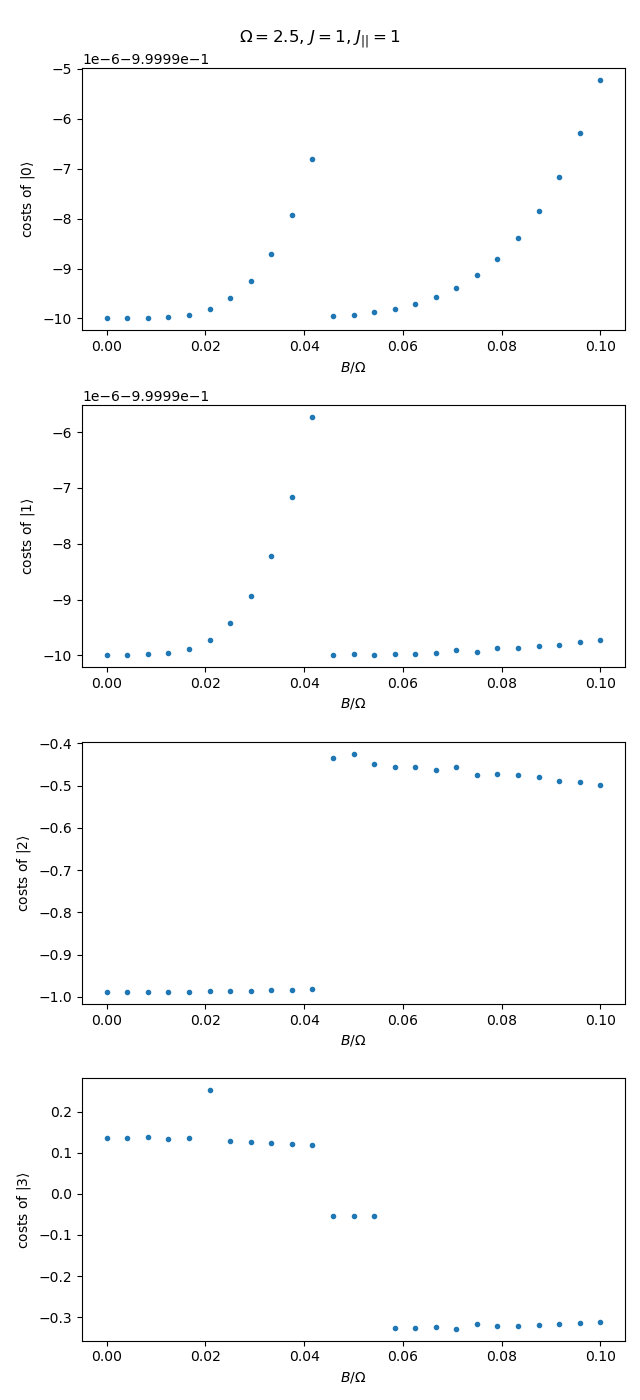 Ω = 2.5, J = 1, J|| = 1
1e−6−9.9999e−1
−5
−6
−7
−8
−9
−10
costs of |0⟩
0.00 0.02 0.04 0.06 0.08 0.10
B/Ω
1e−6−9.9999e−1
−6
−7
−8
−9
−10
costs of |1⟩
0.00 0.02 0.04 0.06 0.08 0.10
B/Ω
−0.4
−0.5
−0.6
−0.7
−0.8
−0.9
−1.0
costs of |2⟩
0.00 0.02 0.04 0.06 0.08 0.10
B/Ω
0.2
0.1
0.0
−0.1
−0.2
−0.3
costs of |3⟩
0.00 0.02 0.04 0.06 0.08 0.10
B/Ω